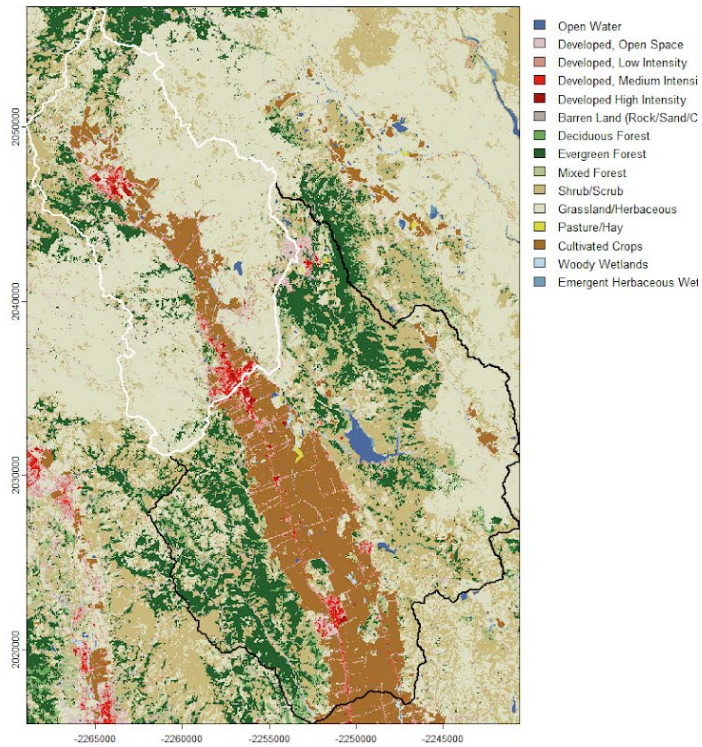 Open Water
Developed, Open Space
Developed, Low Intensity
Developed, Medium Intensi
Developed High Intensity
Barren Land (Rock/Sand/C
Deciduous Forest
Evergreen Forest
Mixed Forest
Shrub/Scrub
Grassland/Herbaceous
Pasture/Hay
Cultivated Crops
Woody Wetlands
Emergent Herbaceous Wet
2050000
2040000
2030000
2020000
-2265000 -2260000 -2255000 -2250000 -2245000